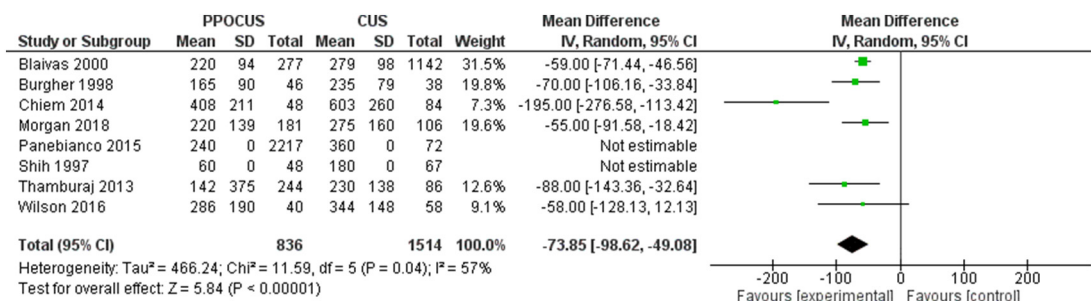 PPOCUS CUS Mean Difference Mean Difference
Study or Subgroup Mean SD Total Mean SD Total Weight IV, Random, 95% CI IV, Random, 95% CI
Blaivas 2000 220 94 277 279 98 1142 31.5% -59.00 [-71.44, -46.56]
Burgher 1998 165 90 46 235 79 38 19.8% -70.00 [-106.16, -33.84]
Chiem 2014 408 211 48 603 260 84 7.3% -195.00 [-276.58, -113.42]
Morgan 2018 220 139 181 275 160 106 19.6% -55.00 [-91.58, -18.42]
Panebianco 2015 240 0 2217 360 0 72 Not estimable
Shih 1997 60 0 48 180 0 67 Not estimable
Thamburaj 2013 142 375 244 230 138 86 12.6% -88.00 [-143.36, -32.64]
Wilson 2016 286 190 40 344 148 58 9.1% -58.00 [-128.13, 12.13]
Total (95% CI) 836 1514 100.0% -73.85 [-98.62, -49.08]
Heterogeneity: Tau² = 466.24; Chi² = 11.59, df = 5 (P = 0.04); I² = 57%
Test for overall effect: Z = 5.84 (P < 0.00001)
-200 -100 0 100 200
Favours [experimental] Favours [control]